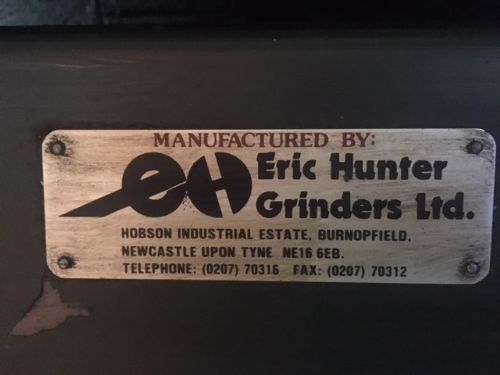 MANUFACTURED BY:
eH Eric Hunter
Grinders Ltd.
HOBSON INDUSTRIAL ESTATE, BURNOPFIELD,
NEWCASTLE UPON TYNE NE16 6EB.
TELEPHONE: (0207) 70316 FAX: (0207) 70312